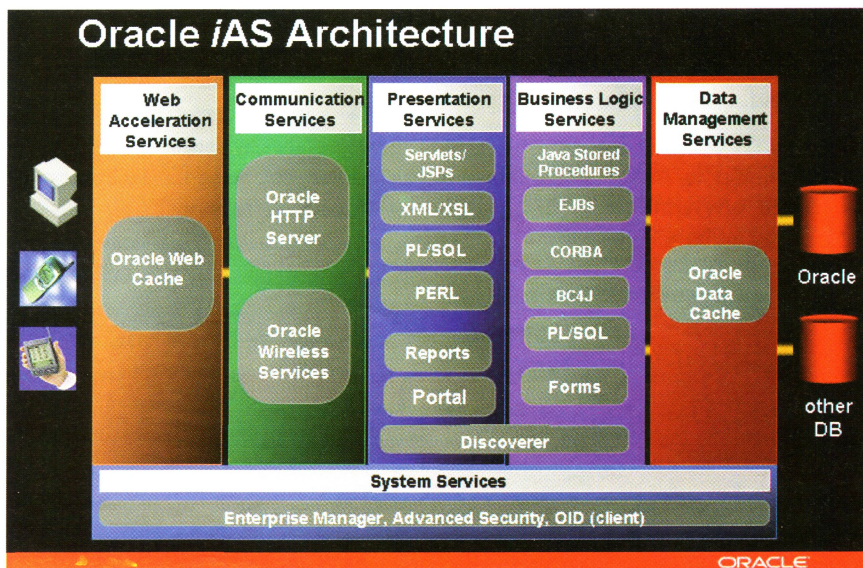 Oracle iAS Architecture
Web
Acceleration
Services
Oracle Web
Cache
Communication
Services
Oracle
HTTP
Server
Oracle
Wireless
Services
Presentation
Services
Servlets/
JSPs
XML/XSL
PL/SQL
PERL
Reports
Portal
Business Logic
Services
Java Stored
Procedures
EJBs
CORBA
BC4J
PL/SQL
Forms
Discoverer
Data
Management
Services
Oracle
Data
Cache
Oracle
other
DB
System Services
Enterprise Manager, Advanced Security, OID (client)
ORACLE